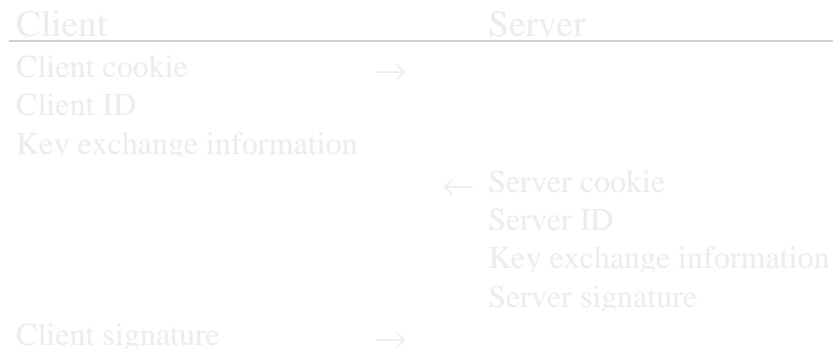 Client Server
Client cookie →
Client ID
Key exchange information
← Server cookie
Server ID
Key exchange information
Server signature
Client signature →